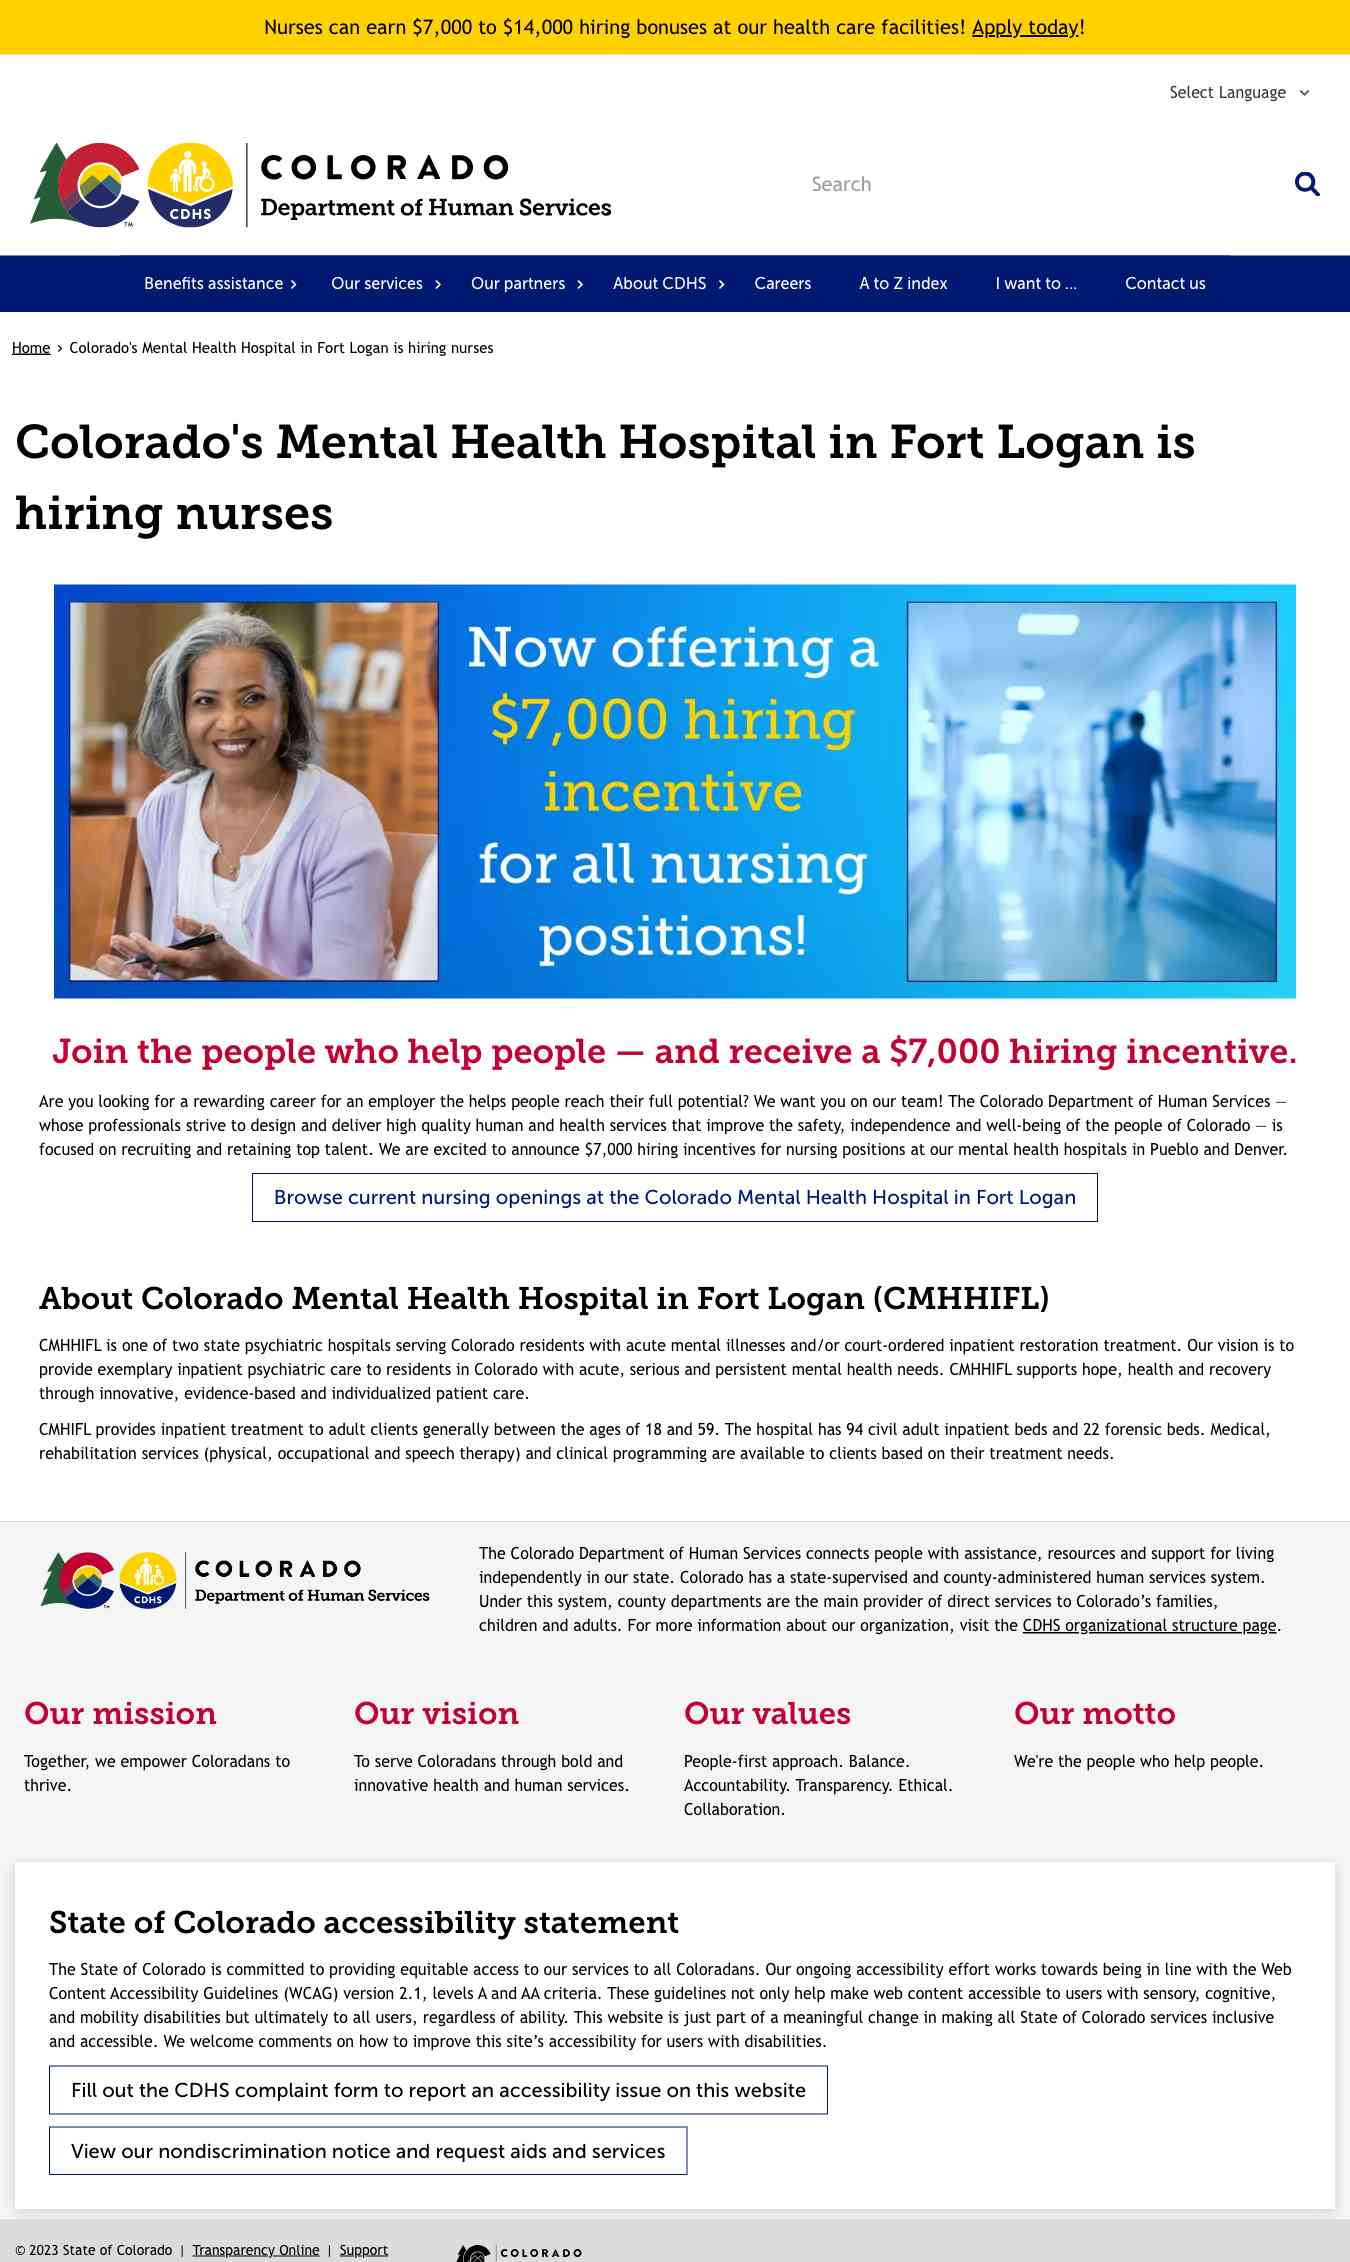 Nurses can earn $7,000 to $14,000 hiring bonuses at our health care facilities! Apply today!
Select Language
CDHS
TM
COLORADO
Department of Human Services
Search
Benefits assistance
Our services
Our partners
About CDHS
Careers
A to Z index
I want to ...
Contact us
Home › Colorado's Mental Health Hospital in Fort Logan is hiring nurses
Colorado's Mental Health Hospital in Fort Logan is
hiring nurses
Now offering a
$7,000 hiring
incentive
for all nursing
positions!
Join the people who help people — and receive a $7,000 hiring incentive.
Are you looking for a rewarding career for an employer the helps people reach their full potential? We want you on our team! The Colorado Department of Human Services —
whose professionals strive to design and deliver high quality human and health services that improve the safety, independence and well-being of the people of Colorado — is
focused on recruiting and retaining top talent. We are excited to announce $7,000 hiring incentives for nursing positions at our mental health hospitals in Pueblo and Denver.
Browse current nursing openings at the Colorado Mental Health Hospital in Fort Logan
About Colorado Mental Health Hospital in Fort Logan (CMHHIFL)
CMHHIFL is one of two state psychiatric hospitals serving Colorado residents with acute mental illnesses and/or court-ordered inpatient restoration treatment. Our vision is to
provide exemplary inpatient psychiatric care to residents in Colorado with acute, serious and persistent mental health needs. CMHHIFL supports hope, health and recovery
through innovative, evidence-based and individualized patient care.
CMHIFL provides inpatient treatment to adult clients generally between the ages of 18 and 59. The hospital has 94 civil adult inpatient beds and 22 forensic beds. Medical,
rehabilitation services (physical, occupational and speech therapy) and clinical programming are available to clients based on their treatment needs.
CDHS
TM
COLORADO
Department of Human Services
The Colorado Department of Human Services connects people with assistance, resources and support for living
independently in our state. Colorado has a state-supervised and county-administered human services system.
Under this system, county departments are the main provider of direct services to Colorado’s families,
children and adults. For more information about our organization, visit the CDHS organizational structure page.
Our mission
Together, we empower Coloradans to
thrive.
Our vision
To serve Coloradans through bold and
innovative health and human services.
Our values
People-first approach. Balance.
Accountability. Transparency. Ethical.
Collaboration.
Our motto
We're the people who help people.
State of Colorado accessibility statement
The State of Colorado is committed to providing equitable access to our services to all Coloradans. Our ongoing accessibility effort works towards being in line with the Web
Content Accessibility Guidelines (WCAG) version 2.1, levels A and AA criteria. These guidelines not only help make web content accessible to users with sensory, cognitive,
and mobility disabilities but ultimately to all users, regardless of ability. This website is just part of a meaningful change in making all State of Colorado services inclusive
and accessible. We welcome comments on how to improve this site’s accessibility for users with disabilities.
Fill out the CDHS complaint form to report an accessibility issue on this website
View our nondiscrimination notice and request aids and services
© 2023 State of Colorado | Transparency Online | Support
COLORADO